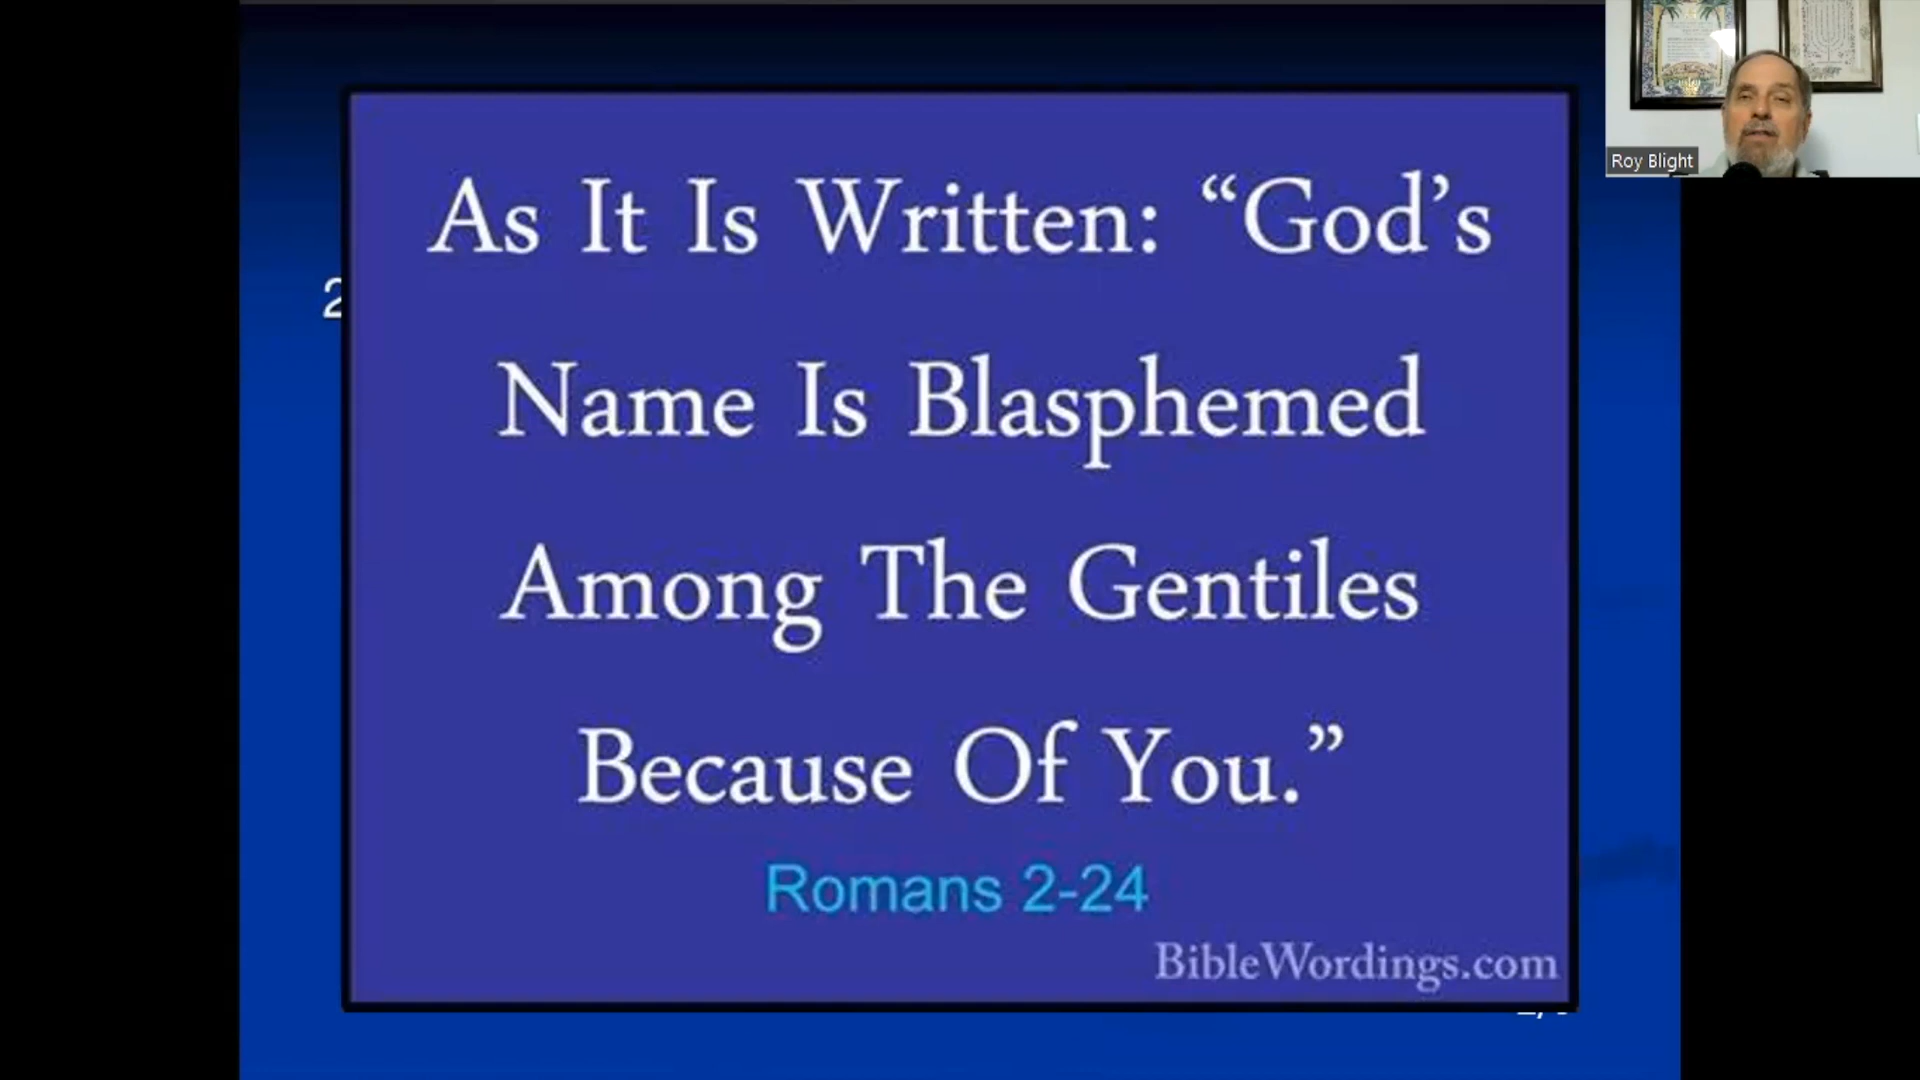 Roy Blight
As It Is Written: “God’s
2
Name Is Blasphemed
Among The Gentiles
Because Of You.”
Romans 2-24
BibleWordings.com